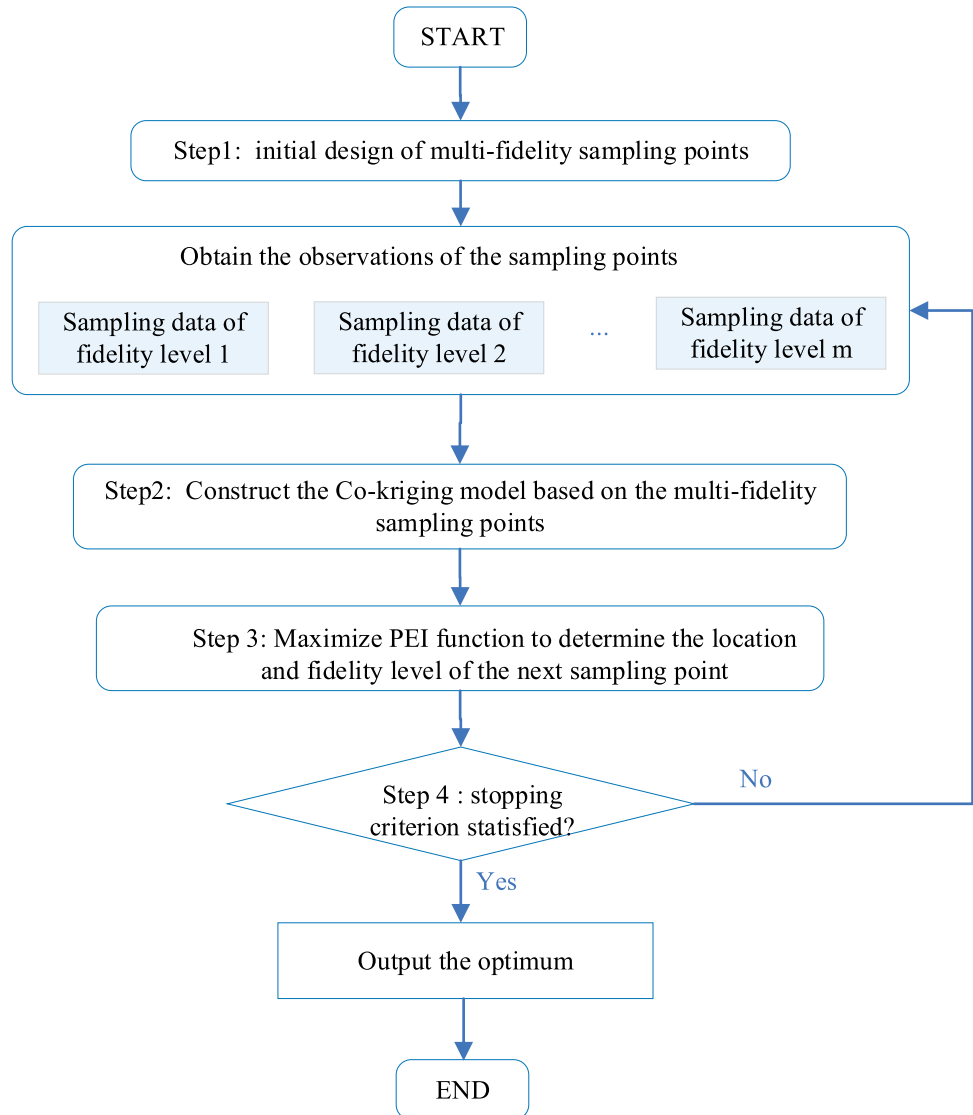 START
Step1:  initial design of multi-fidelity sampling points
Obtain the observations of the sampling points
Sampling data of
fidelity level 1
Sampling data of
fidelity level 2
...
Sampling data of
fidelity level m
Step2:  Construct the Co-kriging model based on the multi-fidelity
sampling points
Step 3: Maximize PEI function to determine the location
and fidelity level of the next sampling point
Step 4 : stopping
criterion statisfied?
No
Yes
Output the optimum
END